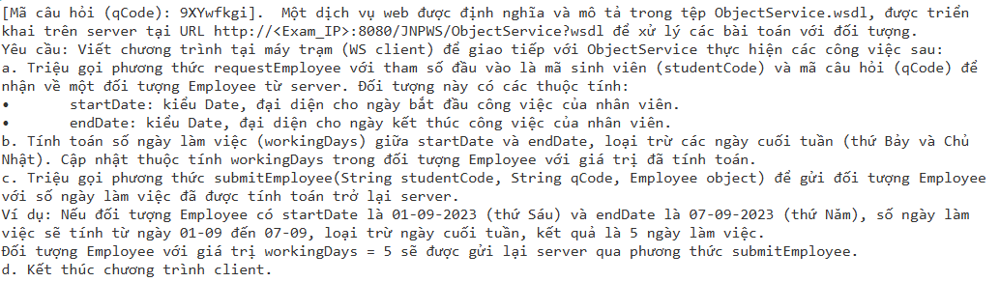 [Mã câu hỏi (qCode): 9XYwfkgi].  Một dịch vụ web được định nghĩa và mô tả trong tệp ObjectService.wsdl, được triển
khai trên server tại URL http://<Exam_IP>:8080/JNPWS/ObjectService?wsdl để xử lý các bài toán với đối tượng.
Yêu cầu: Viết chương trình tại máy trạm (WS client) để giao tiếp với ObjectService thực hiện các công việc sau:
a. Triệu gọi phương thức requestEmployee với tham số đầu vào là mã sinh viên (studentCode) và mã câu hỏi (qCode) để
nhận về một đối tượng Employee từ server. Đối tượng này có các thuộc tính:
•	startDate: kiểu Date, đại diện cho ngày bắt đầu công việc của nhân viên.
•	endDate: kiểu Date, đại diện cho ngày kết thúc công việc của nhân viên.
b. Tính toán số ngày làm việc (workingDays) giữa startDate và endDate, loại trừ các ngày cuối tuần (thứ Bảy và Chủ
Nhật). Cập nhật thuộc tính workingDays trong đối tượng Employee với giá trị đã tính toán.
c. Triệu gọi phương thức submitEmployee(String studentCode, String qCode, Employee object) để gửi đối tượng Employee
với số ngày làm việc đã được tính toán trở lại server.
Ví dụ: Nếu đối tượng Employee có startDate là 01-09-2023 (thứ Sáu) và endDate là 07-09-2023 (thứ Năm), số ngày làm
việc sẽ tính từ ngày 01-09 đến 07-09, loại trừ ngày cuối tuần, kết quả là 5 ngày làm việc.
Đối tượng Employee với giá trị workingDays = 5 sẽ được gửi lại server qua phương thức submitEmployee.
d. Kết thúc chương trình client.